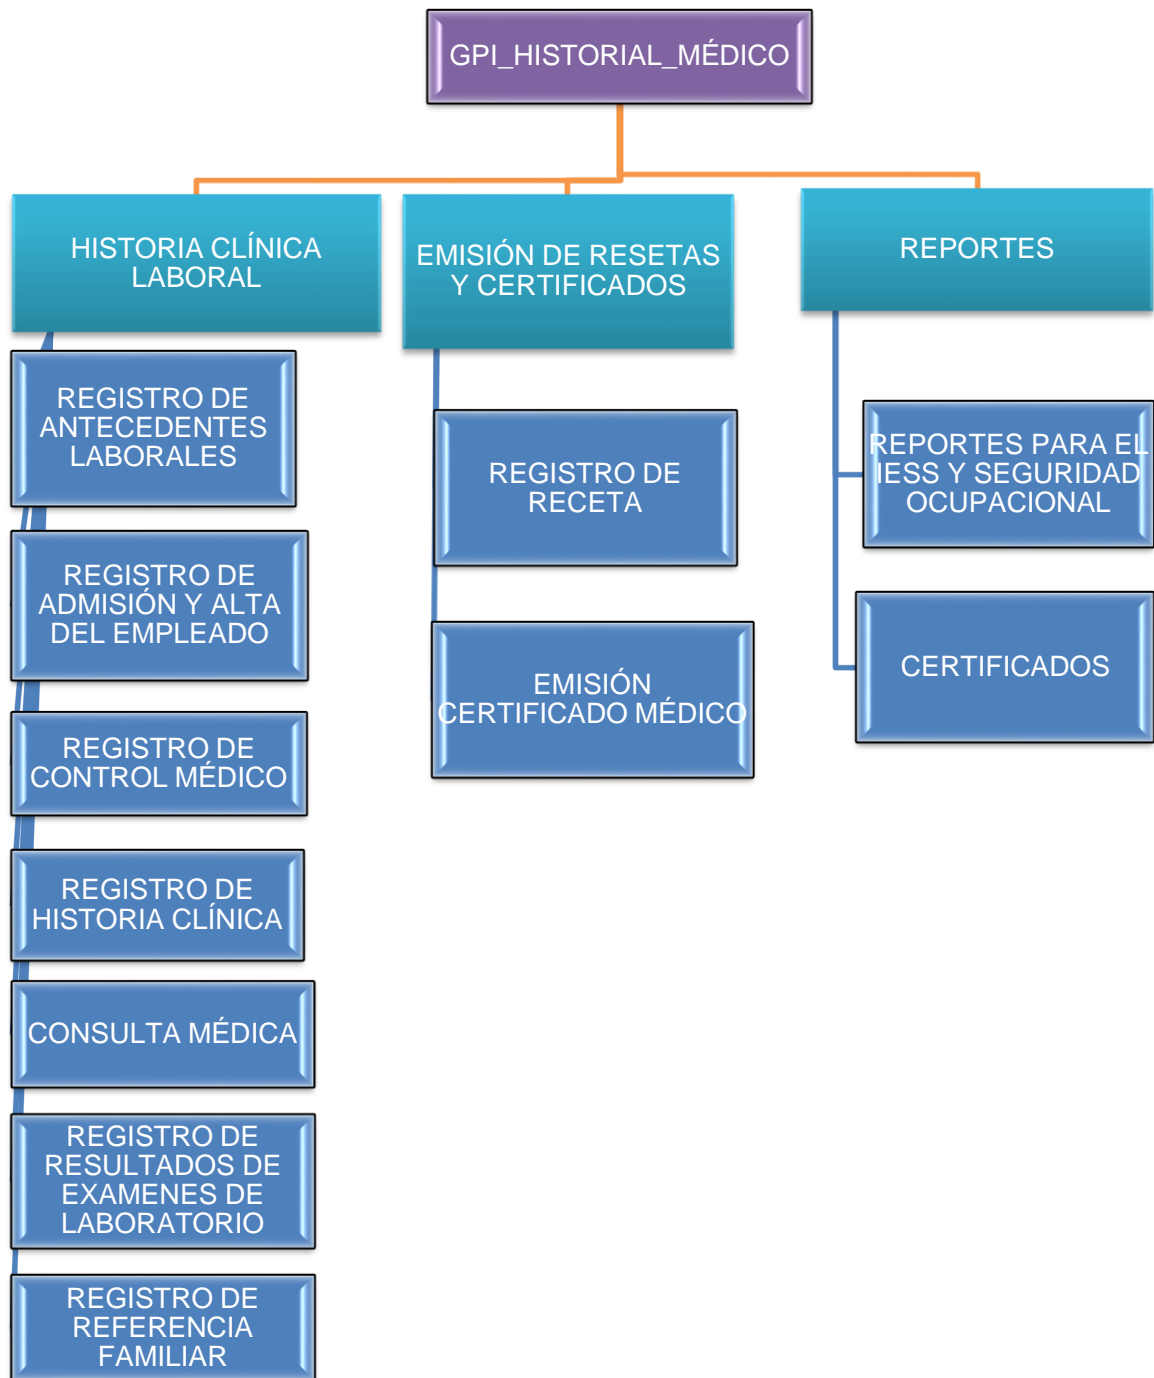 GPI_HISTORIAL_MÉDICO
HISTORIA CLÍNICA
LABORAL
REGISTRO DE
ANTECEDENTES
LABORALES
REGISTRO DE
ADMISIÓN Y ALTA
DEL EMPLEADO
REGISTRO DE
CONTROL MÉDICO
REGISTRO DE
HISTORIA CLÍNICA
CONSULTA MÉDICA
REGISTRO DE
RESULTADOS DE
EXAMENES DE
LABORATORIO
REGISTRO DE
REFERENCIA
FAMILIAR
EMISIÓN DE RESETAS
Y CERTIFICADOS
REGISTRO DE
RECETA
EMISIÓN
CERTIFICADO MÉDICO
REPORTES
REPORTES PARA EL
IESS Y SEGURIDAD
OCUPACIONAL
CERTIFICADOS